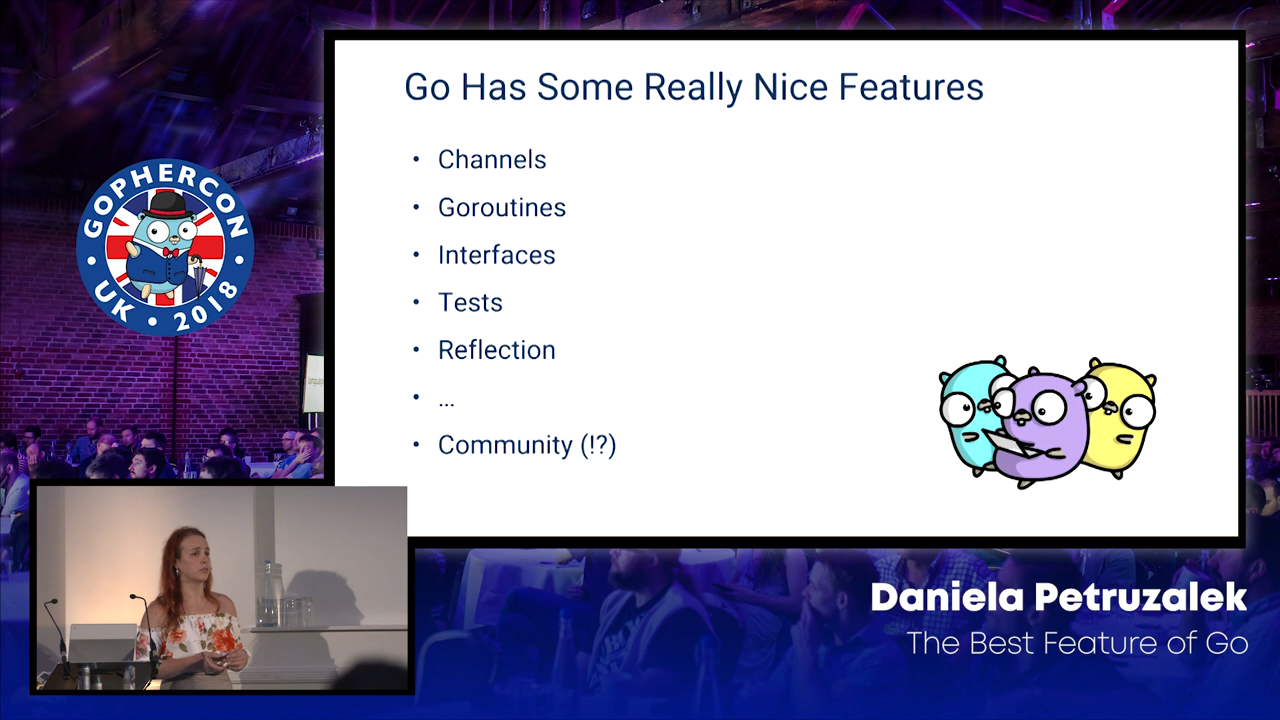 Go Has Some Really Nice Features
• Channels
• Goroutines
• Interfaces
• Tests
• Reflection
• ...
• Community (!?)
GOPHERCON
UK • 2018
Daniela Petruzalek
The Best Feature of Go